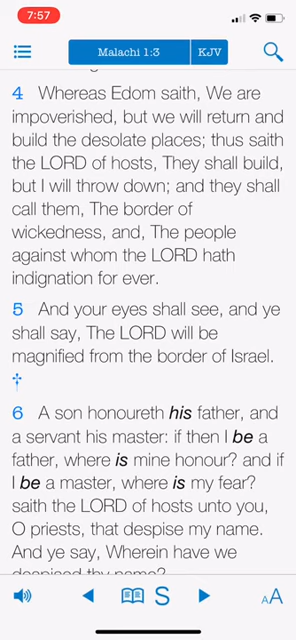 7:57
Malachi 1:3 KJV
4 Whereas Edom saith, We are
impoverished, but we will return and
build the desolate places; thus saith
the LORD of hosts, They shall build,
but I will throw down; and they shall
call them, The border of
wickedness, and, The people
against whom the LORD hath
indignation for ever.
5 And your eyes shall see, and ye
shall say, The LORD will be
magnified from the border of Israel.
6 A son honoureth his father, and
a servant his master: if then I be a
father, where is mine honour? and if
I be a master, where is my fear?
saith the LORD of hosts unto you,
O priests, that despise my name.
And ye say, Wherein have we
despised thy name?
S AA